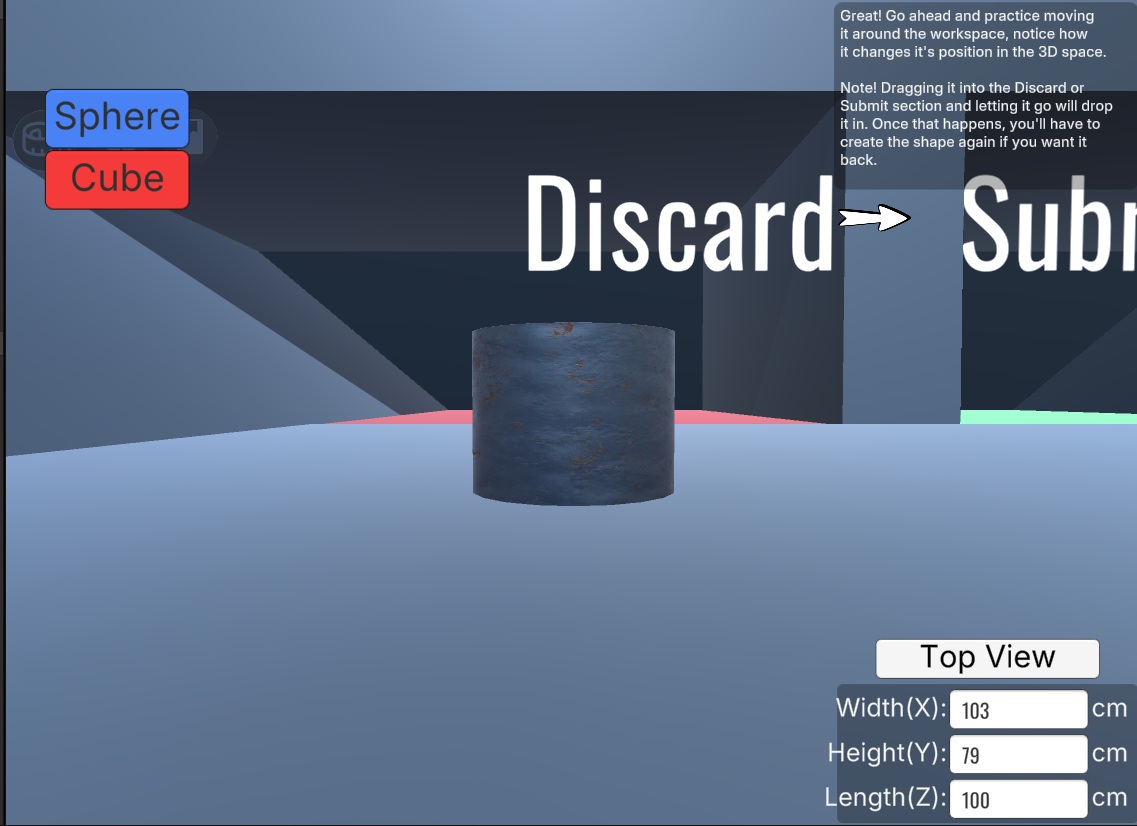 Great! Go ahead and practice moving
it around the workspace, notice how
it changes it's position in the 3D space.
Note! Dragging it into the Discard or
Submit section and letting it go will drop
it in. Once that happens, you'll have to
create the shape again if you want it
back.
Sphere
Cube
Discard
Top View
Width(X): 103 cm
Height(Y): 79 cm
Length(Z): 100 cm